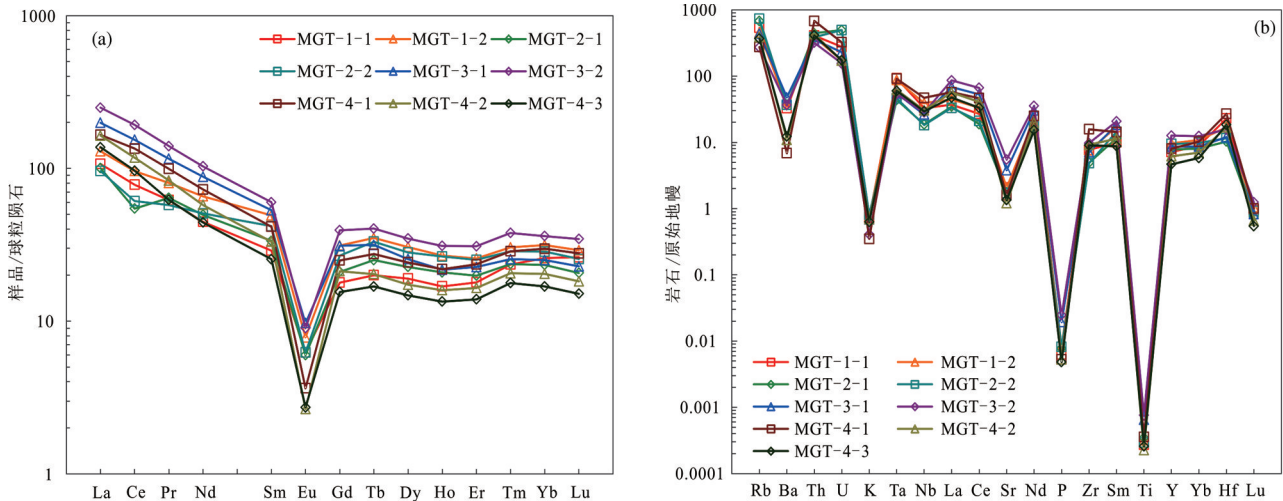 (a)
样品/球粒陨石
1000
100
10
1
MGT-1-1 MGT-1-2 MGT-2-1
MGT-2-2 MGT-3-1 MGT-3-2
MGT-4-1 MGT-4-2 MGT-4-3
La Ce Pr Nd Sm Eu Gd Tb Dy Ho Er Tm Yb Lu
(b)
岩石/原始地幔
10000
1000
100
10.
1
0.1
0.01
0.001
0.0001
MGT-1-1 MGT-1-2
MGT-2-1 MGT-2-2
MGT-3-1 MGT-3-2
MGT-4-1 MGT-4-2
MGT-4-3
Rb Ba Th U K Ta Nb La Ce Sr Nd P Zr Sm Ti Y Yb Hf Lu